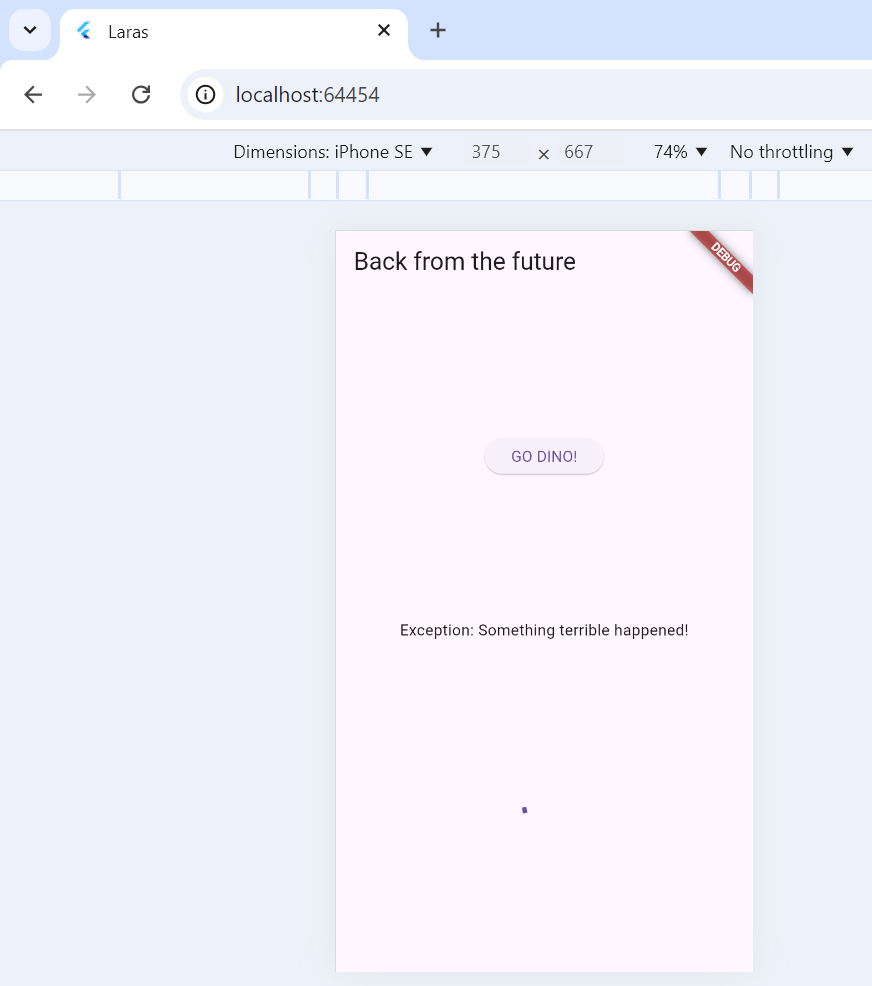 Laras
localhost:64454
Dimensions: iPhone SE 375 × 667 74% No throttling
Back from the future
DEBUG
GO DINO!
Exception: Something terrible happened!